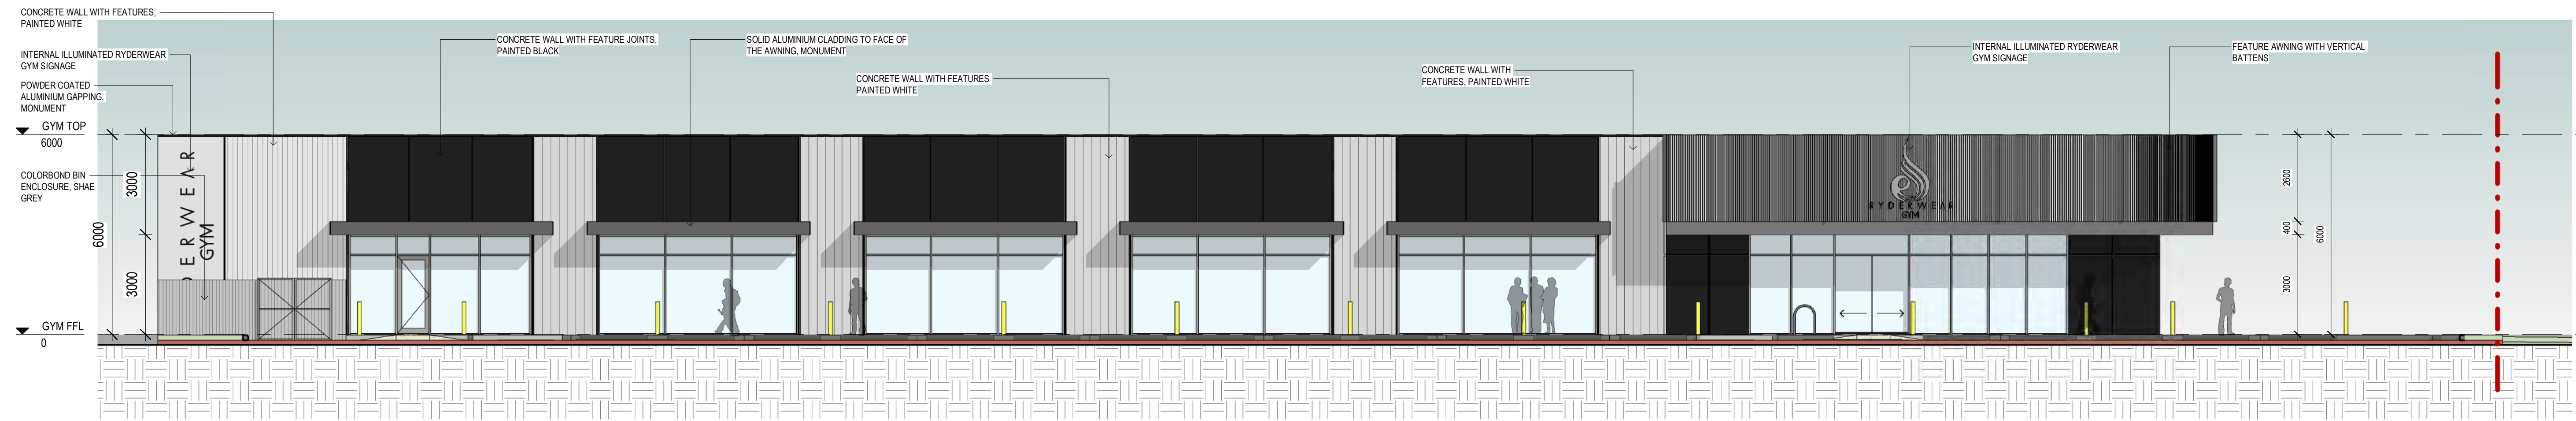 CONCRETE WALL WITH FEATURES,
PAINTED WHITE
INTERNAL ILLUMINATED RYDERWEAR
GYM SIGNAGE
POWDER COATED
ALUMINIUM GAPPING,
MONUMENT
GYM TOP
6000
COLORBOND BIN
ENCLOSURE, SHAE
GREY
GYM FFL
0
6000
3000
3000
DERWEAR
GYM
CONCRETE WALL WITH FEATURE JOINTS,
PAINTED BLACK
SOLID ALUMINIUM CLADDING TO FACE OF
THE AWNING, MONUMENT
CONCRETE WALL WITH FEATURES
PAINTED WHITE
CONCRETE WALL WITH
FEATURES, PAINTED WHITE
INTERNAL ILLUMINATED RYDERWEAR
GYM SIGNAGE
FEATURE AWNING WITH VERTICAL
BATTENS
RYDERWEAR
GYM
2600
400
3000
6000